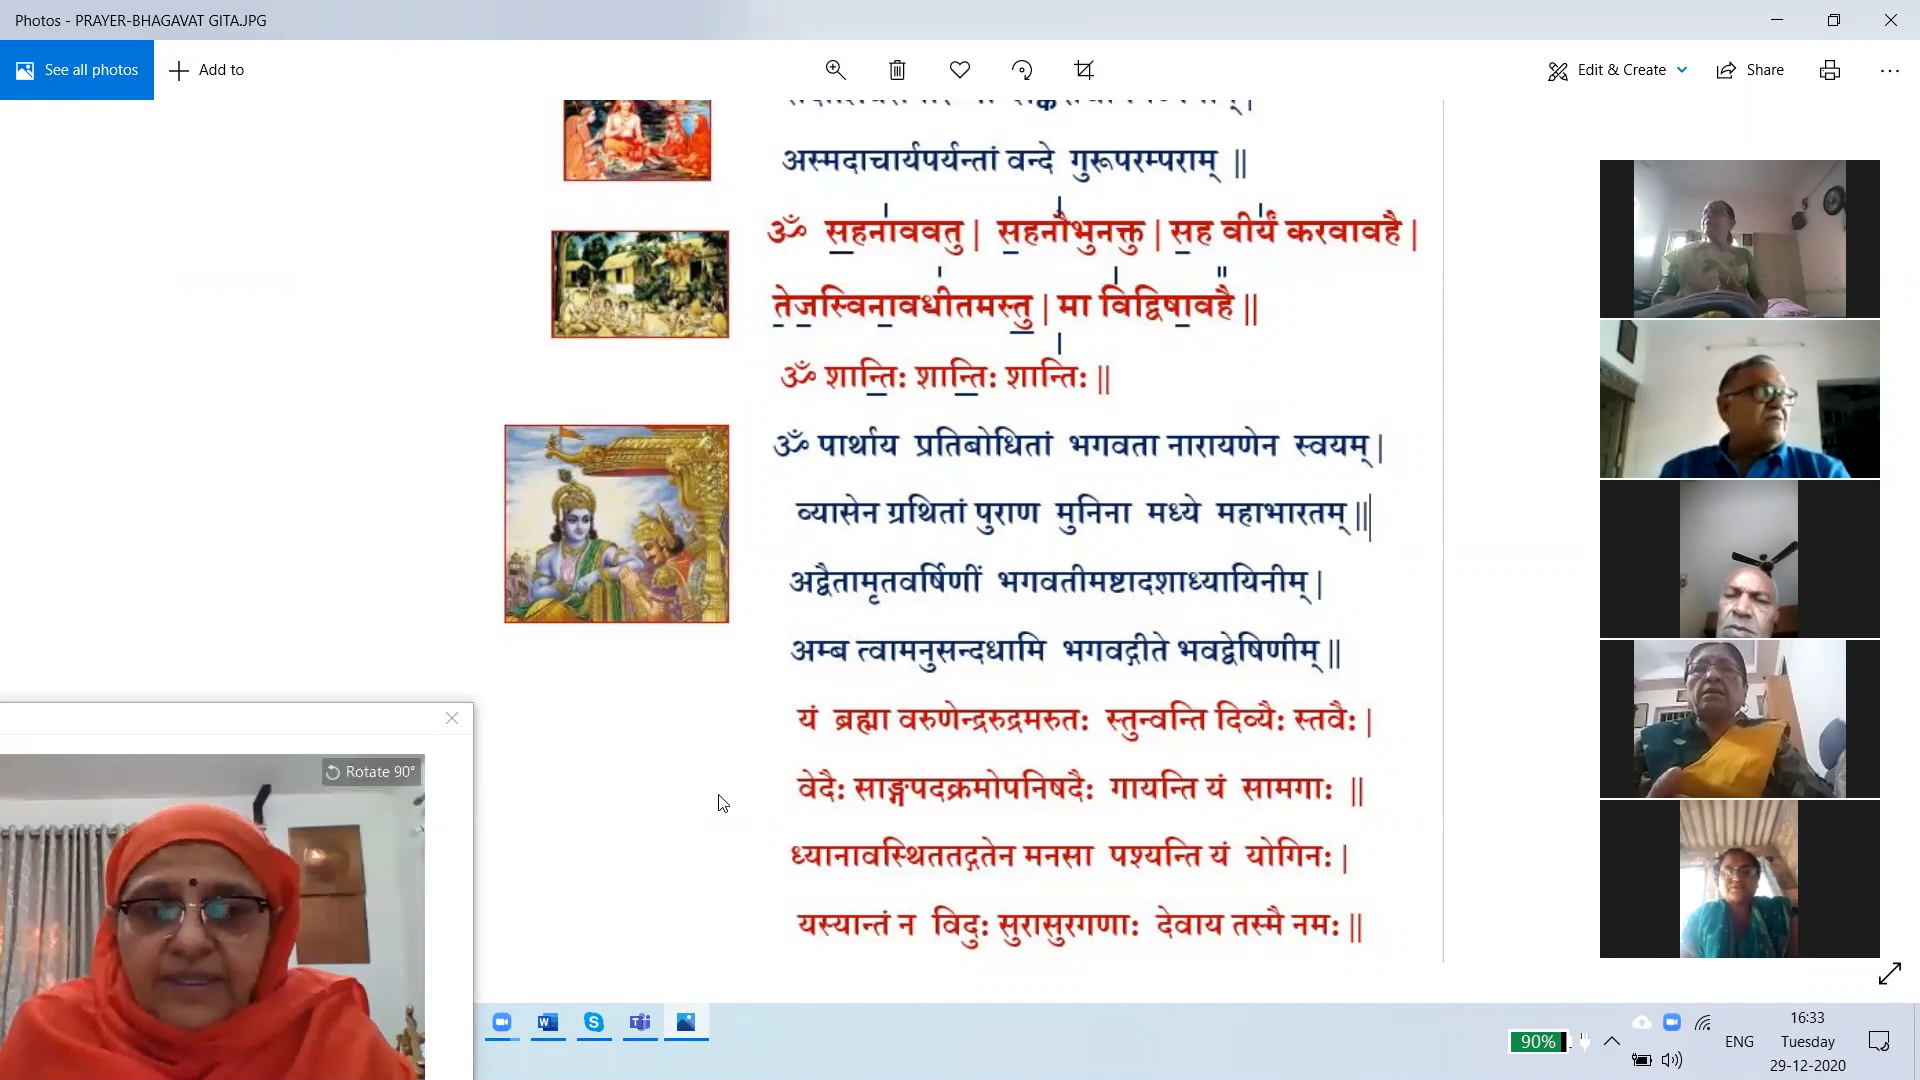 Photos - PRAYER-BHAGAVAT GITA.JPG
See all photos
Add to
Edit & Create
Share
अस्मदाचार्यपर्यन्तां वन्दे गुरूपरम्पराम् ||
ॐ सहनाववतु | सहनौभुनक्तु | सह वीर्यं करवावहै |
तेजस्विनावधीतमस्तु | मा विद्विषावहै ||
ॐ शान्तिः शान्तिः शान्तिः ||
ॐ पार्थाय प्रतिबोधितां भगवता नारायणेन स्वयम् |
व्यासेन ग्रथितां पुराण मुनिना मध्ये महाभारतम् ||
अद्वैतामृतवर्षिणीं भगवतीमष्टादशाध्यायिनीम् |
अम्ब त्वामनुसन्दधामि भगवद्गीते भवद्वेषिणीम् ||
यं ब्रह्मा वरुणेन्द्ररुद्रमरुतः स्तुन्वन्ति दिव्यैः स्तवैः |
वेदैः साङ्गपदक्रमोपनिषदैः गायन्ति यं सामगाः ||
ध्यानावस्थिततद्गतेन मनसा पश्यन्ति यं योगिनः |
यस्यान्तं न विदुः सुरासुरगणाः देवाय तस्मै नमः ||
Rotate 90°
90%
ENG
16:33
Tuesday
29-12-2020